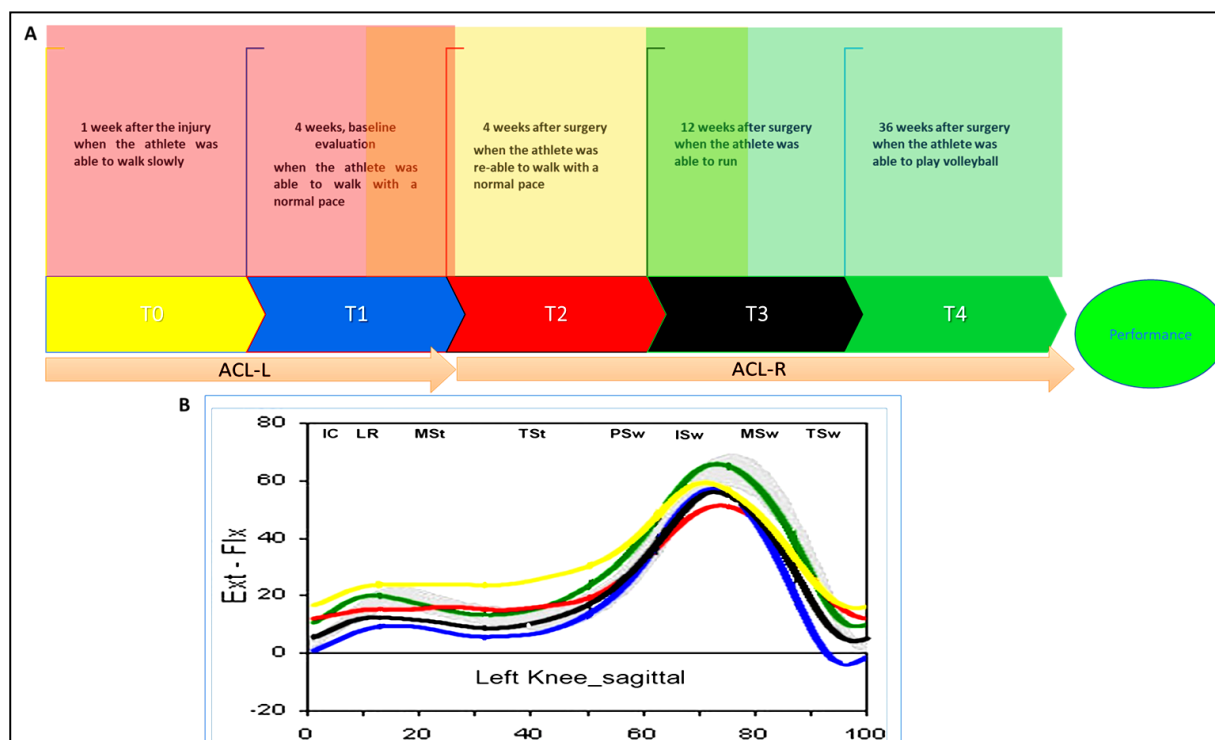 A
1 week after the injury
when the athlete was
able to walk slowly
4 weeks, baseline
evaluation
when the athlete was
able to walk with a
normal pace
4 weeks after surgery
when the athlete was
re-able to walk with a
normal pace
12 weeks after surgery
when the athlete was
able to run
36 weeks after surgery
when the athlete was
able to play volleyball
T0 T1 T2 T3 T4
Performance
ACL-L ACL-R
B
80
IC LR MSt TSt PSw ISw MSw TSw
60
40
20
0
-20
Ext - Flx
Left Knee_sagittal
0 20 40 60 80 100